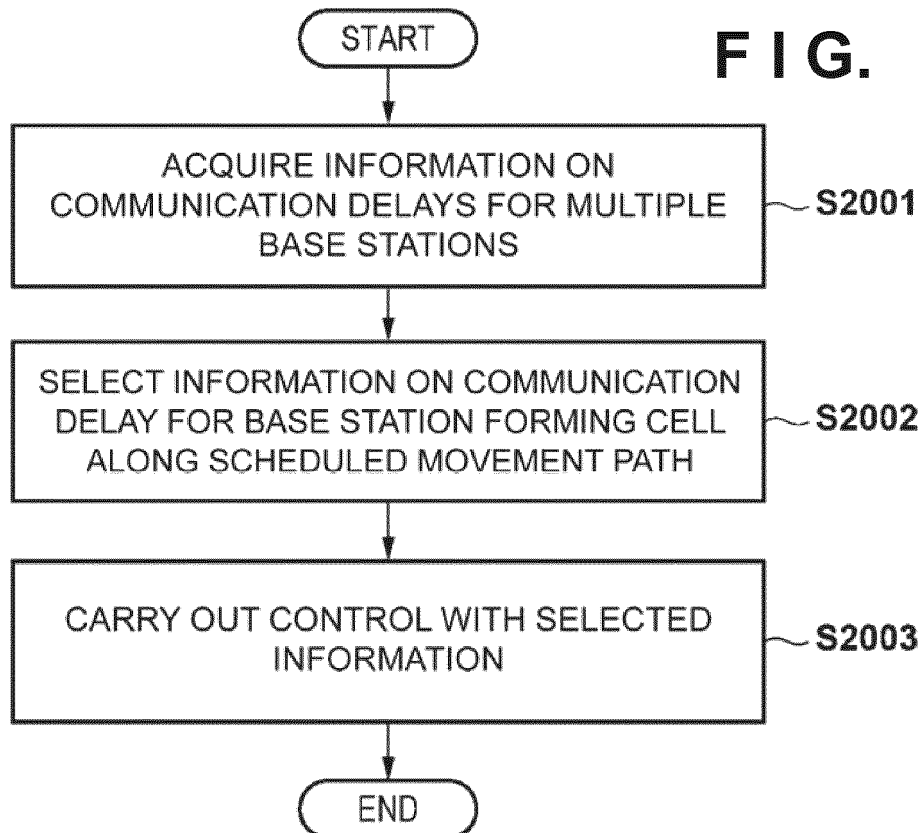 START
F I G.
ACQUIRE INFORMATION ON
COMMUNICATION DELAYS FOR MULTIPLE
BASE STATIONS
S2001
SELECT INFORMATION ON COMMUNICATION
DELAY FOR BASE STATION FORMING CELL
ALONG SCHEDULED MOVEMENT PATH
S2002
CARRY OUT CONTROL WITH SELECTED
INFORMATION
S2003
END